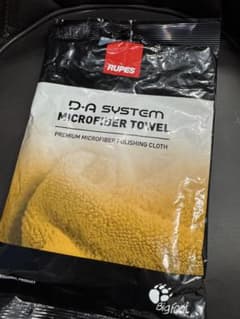 RUPES
D-A SYSTEM
MICROFIBER TOWEL
PREMIUM MICROFIBER POLISHING CLOTH
BigFoot